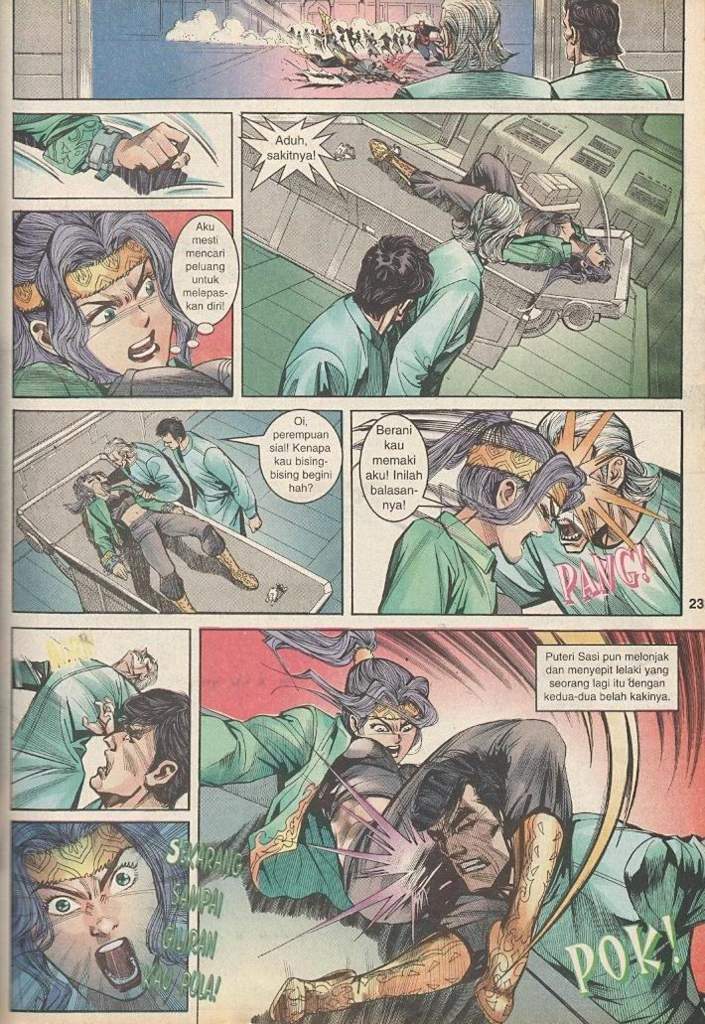 Aduh,
sakitnya!
Aku
mesti
mencari
peluang
untuk
melepas-
kan diri!
Oi,
perempuan
sial! Kenapa
kau bising-
bising begini
hah?
Berani
kau
memaki
aku! Inilah
balasan-
nya!
PANG!
23
Puteri Sasi pun melonjak
dan menyepit lelaki yang
seorang lagi itu dengan
kedua-dua belah kakinya.
SEKARANG
SAMPAI
GILIRAN
KAU PULA!
POK!